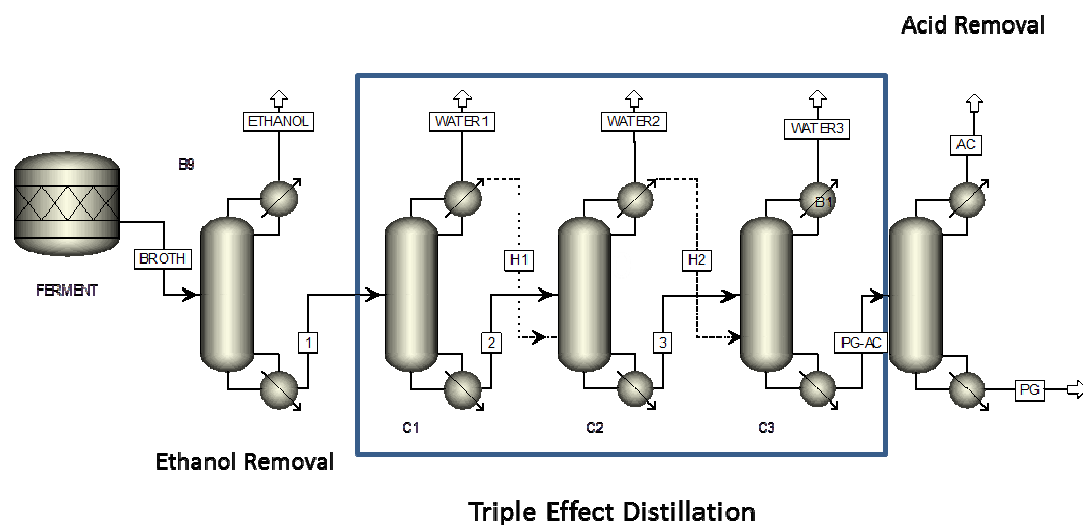 Acid Removal
ETHANOL
WATER1
WATER2
WATER3
AC
B9
B1
BROTH
H1
H2
FERMENT
1
2
3
PG-AC
PG
C1
C2
C3
Ethanol Removal
Triple Effect Distillation